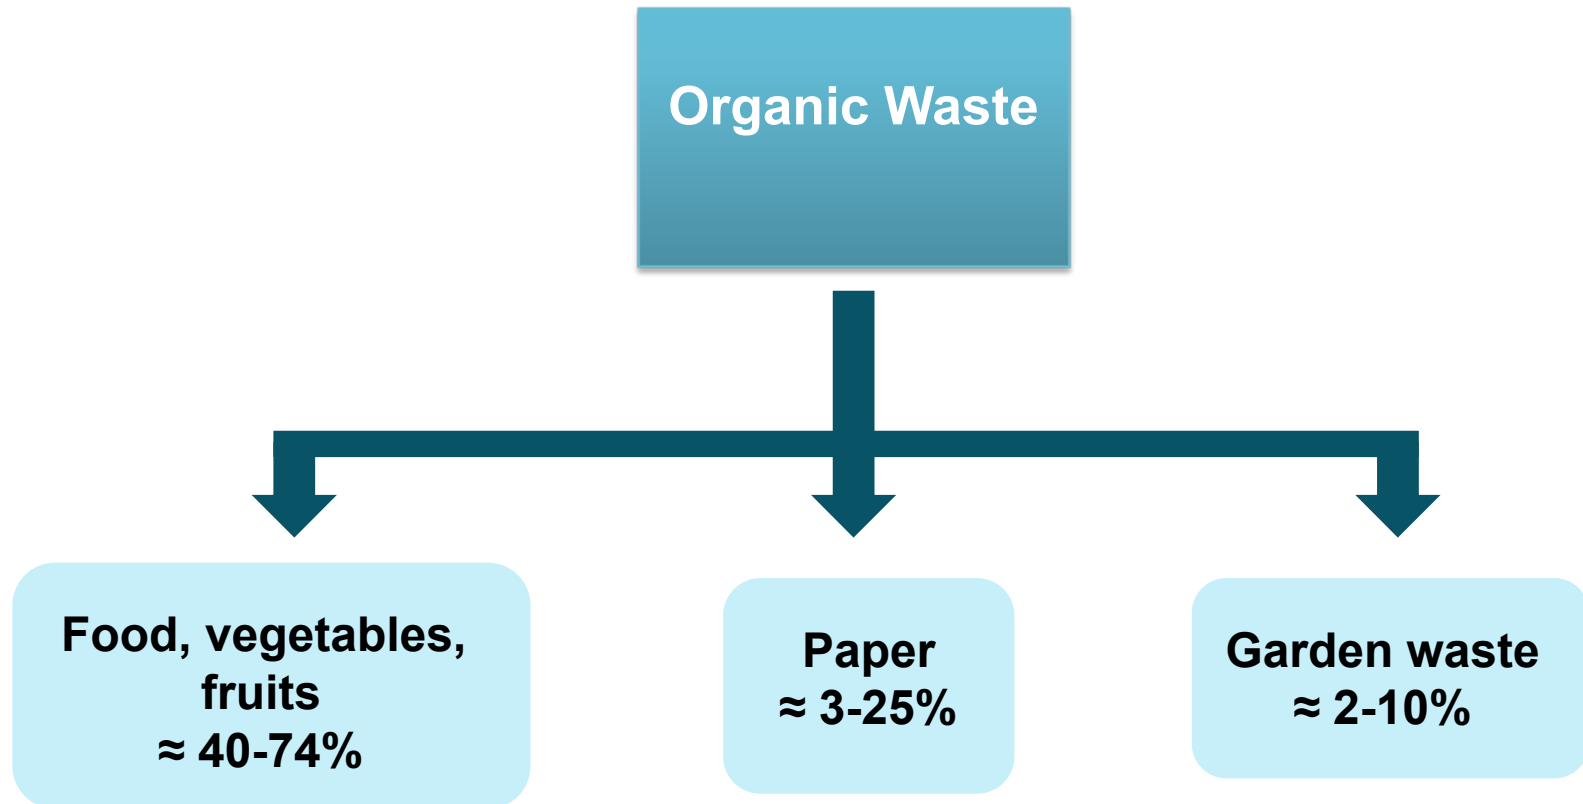 Organic Waste
Food, vegetables,
fruits
≈ 40-74%
Paper
≈ 3-25%
Garden waste
≈ 2-10%